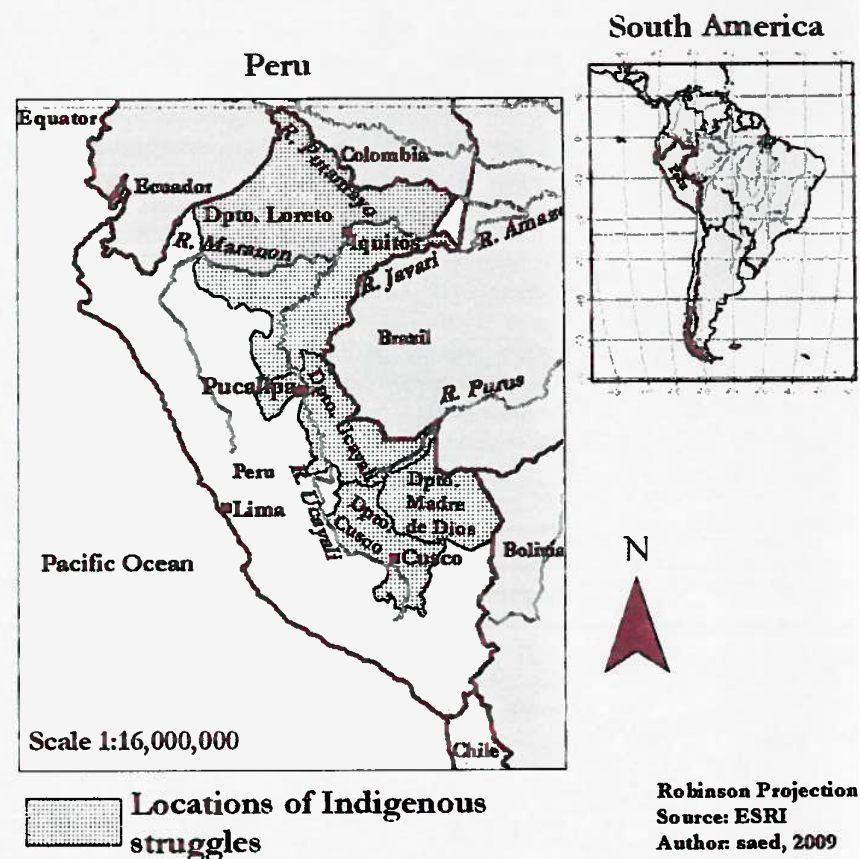 South America
Peru
Equator
Colombia
R. Putamayo
Ecuador
Dpto. Loreto
Iquitos
R. Maranon
R. Amaz
R. Javari
Brazil
Pucallpa
R. Purus
Dpto. Ucayali
Peru
R. Ucayali
Dpto.
Madre
de Dios
Lima
Dpto.
Cusco
Cusco
Bolivia
Pacific Ocean
N
Scale 1:16,000,000
Chile
Locations of Indigenous
struggles
Robinson Projection
Source: ESRI
Author: saed, 2009